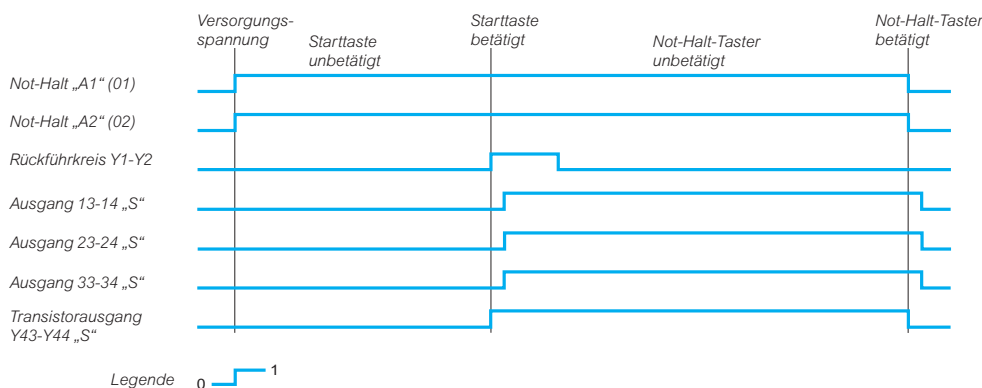 Versorgungs-
spannung
Starttaste
unbetätigt
Starttaste
betätigt
Not-Halt-Taster
unbetätigt
Not-Halt-Taster
betätigt
Not-Halt „A1“ (01)
Not-Halt „A2“ (02)
Rückführkreis Y1-Y2
Ausgang 13-14 „S“
Ausgang 23-24 „S“
Ausgang 33-34 „S“
Transistorausgang
Y43-Y44 „S“
Legende 0 1